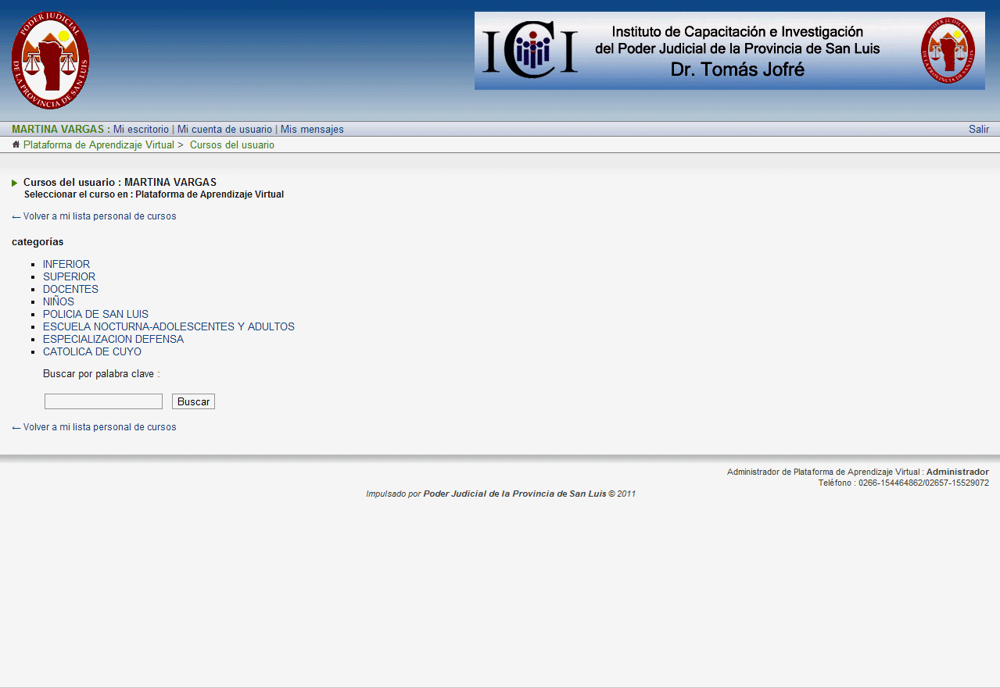 PODER JUDICIAL
DE LA PROVINCIA DE SAN LUIS
ICI
Instituto de Capacitación e Investigación
del Poder Judicial de la Provincia de San Luis
Dr. Tomás Jofré
PODER JUDICIAL
DE LA PROVINCIA DE SAN LUIS
MARTINA VARGAS : Mi escritorio | Mi cuenta de usuario | Mis mensajes
Salir
Plataforma de Aprendizaje Virtual > Cursos del usuario
Cursos del usuario : MARTINA VARGAS
Seleccionar el curso en : Plataforma de Aprendizaje Virtual
← Volver a mi lista personal de cursos
categorías
INFERIOR
SUPERIOR
DOCENTES
NIÑOS
POLICIA DE SAN LUIS
ESCUELA NOCTURNA-ADOLESCENTES Y ADULTOS
ESPECIALIZACION DEFENSA
CATOLICA DE CUYO
Buscar por palabra clave :
Buscar
← Volver a mi lista personal de cursos
Administrador de Plataforma de Aprendizaje Virtual : Administrador
Teléfono : 0266-154464862/02657-15529072
Impulsado por Poder Judicial de la Provincia de San Luis © 2011